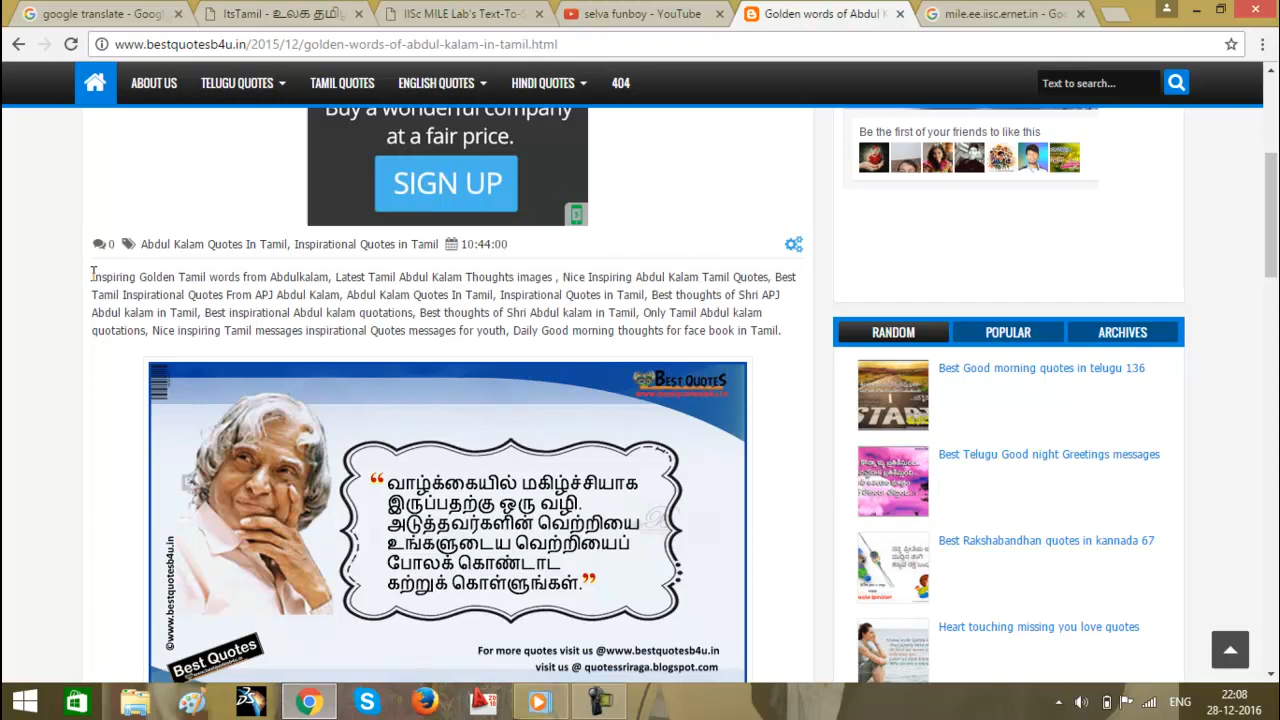 google translate - Googl
ItsTamil - உலகத் தமி
IISc MILE Lab's Text-To-S
selva funboy - YouTube
Golden words of Abdul K
mile.ee.iisc.ernet.in - Goo
www.bestquotesb4u.in/2015/12/golden-words-of-abdul-kalam-in-tamil.html
ABOUT US
TELUGU QUOTES
TAMIL QUOTES
ENGLISH QUOTES
HINDI QUOTES
404
Text to search...
Buy a wonderful company
at a fair price.
SIGN UP
Be the first of your friends to like this
0 Abdul Kalam Quotes In Tamil, Inspirational Quotes in Tamil 10:44:00
Inspiring Golden Tamil words from Abdulkalam, Latest Tamil Abdul Kalam Thoughts images , Nice Inspiring Abdul Kalam Tamil Quotes, Best
Tamil Inspirational Quotes From APJ Abdul Kalam, Abdul Kalam Quotes In Tamil, Inspirational Quotes in Tamil, Best thoughts of Shri APJ
Abdul kalam in Tamil, Best inspirational Abdul kalam quotations, Best thoughts of Shri Abdul kalam in Tamil, Only Tamil Abdul kalam
quotations, Nice inspiring Tamil messages inspirational Quotes messages for youth, Daily Good morning thoughts for face book in Tamil.
BEST QUOTES
“வாழ்க்கையில் மகிழ்ச்சியாக
இருப்பதற்கு ஒரு வழி.
அடுத்தவர்களின் வெற்றியை
உங்களுடைய வெற்றியைப்
போலக் கொண்டாட
கற்றுக் கொள்ளுங்கள்.”
©www.bestquotesb4u.in
Best quotes
For more quotes visit us @www.bestquotesb4u.in
visit us @ quotessriraga.blogspot.com
RANDOM
POPULAR
ARCHIVES
Best Good morning quotes in telugu 136
START
Best Telugu Good night Greetings messages
Best Rakshabandhan quotes in kannada 67
Heart touching missing you love quotes
ENG
22:08
28-12-2016